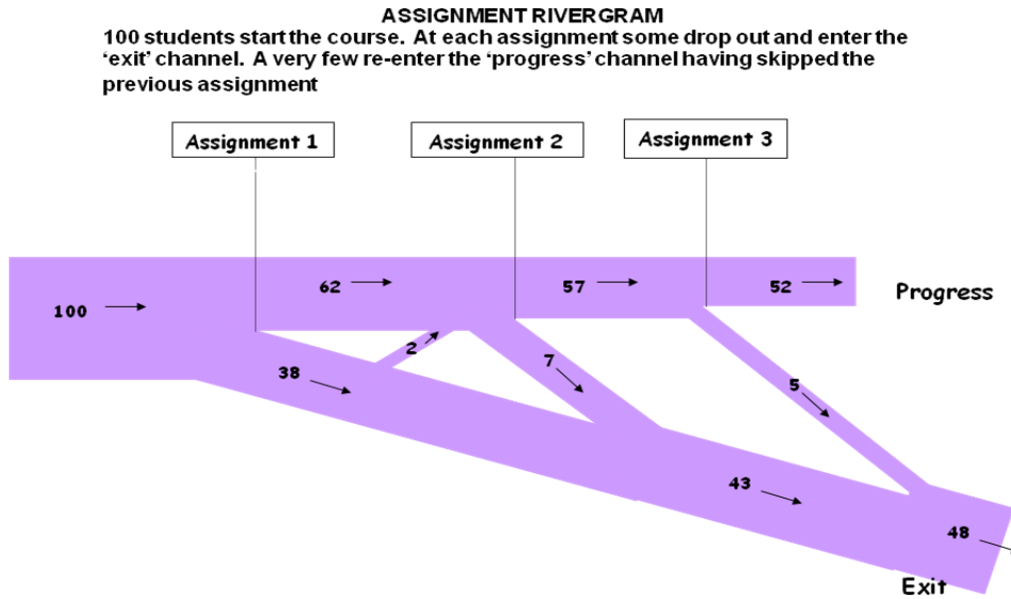 ASSIGNMENT RIVERGRAM
100 students start the course.  At each assignment some drop out and enter the
‘exit’ channel.  A very few re-enter the ‘progress’ channel having skipped the
previous assignment
Assignment 1
Assignment 2
Assignment 3
62
57
52
Progress
100
2
7
38
5
43
48
Exit